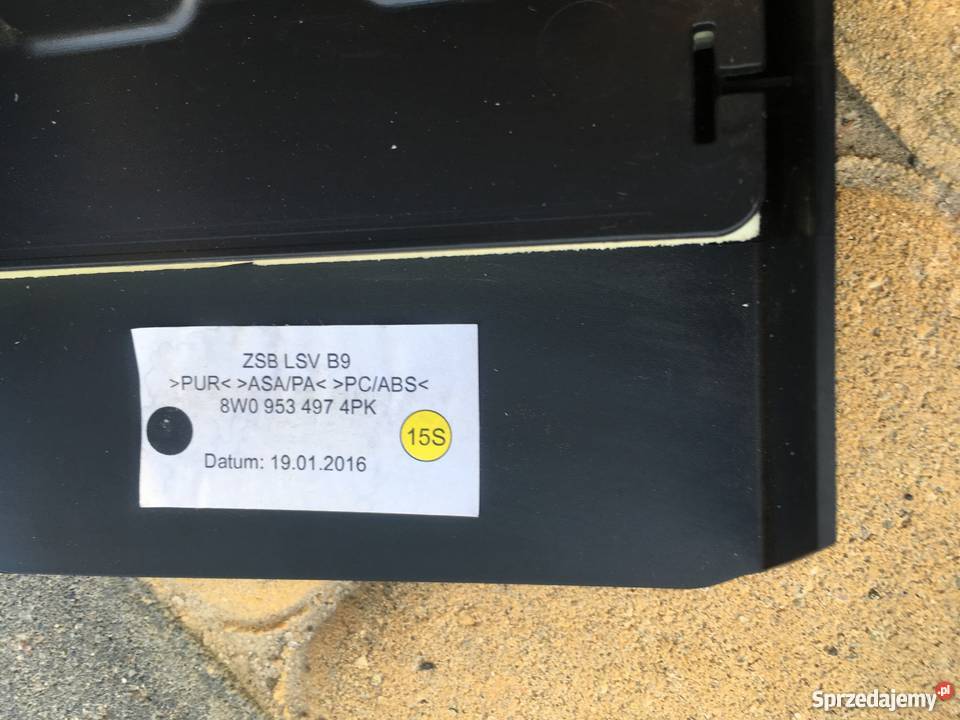 ZSB LSV B9
>PUR< >ASA/PA< >PC/ABS<
8W0 953 497 4PK
15S
Datum: 19.01.2016
Sprzedajemy.pl